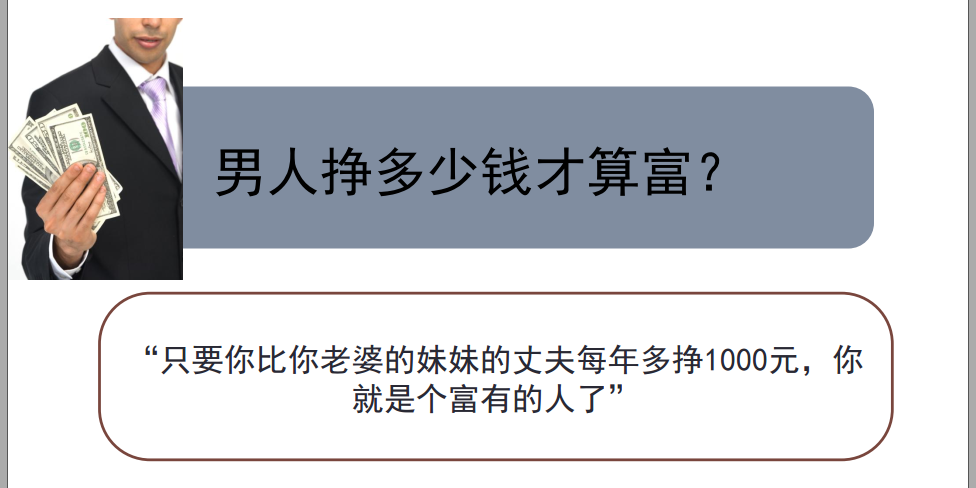 男人挣多少钱才算富？
“只要你比你老婆的妹妹的丈夫每年多挣1000元，你
就是个富有的人了”